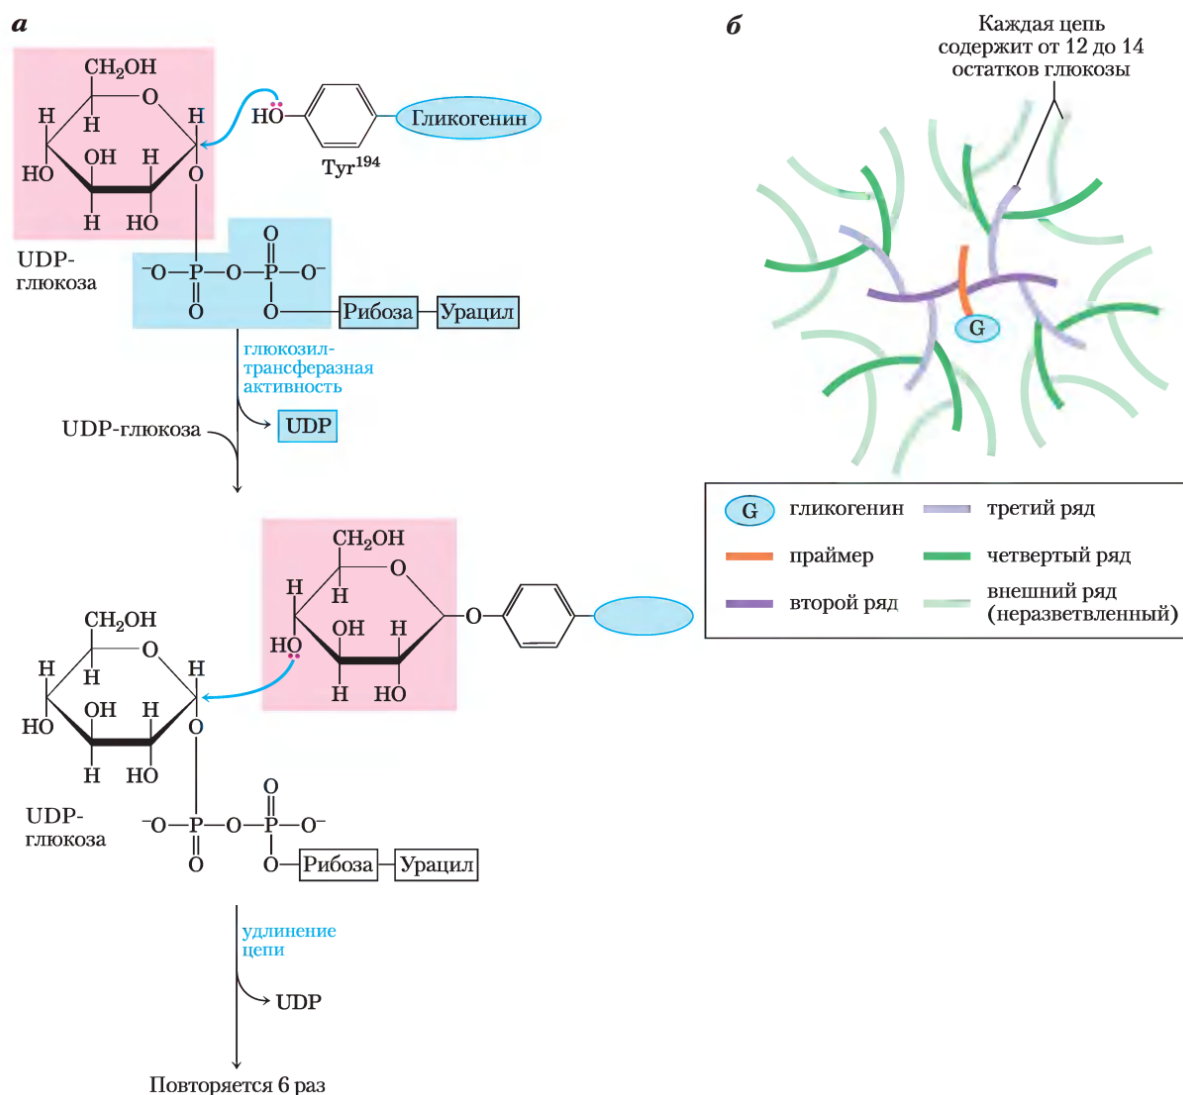 а
CH₂OH
O
H
H
H
OH
H
HO
O
H
HO
UDP-
глюкоза
HO
Гликогенин
Tyr¹⁹⁴
O
⁻O—P—O—P—O⁻
O
O
Рибоза
Урацил
глюкозил-
трансферазная
активность
UDP
UDP-глюкоза
CH₂OH
O
H
H
O
OH
H
HO
H
HO
CH₂OH
O
H
H
H
OH
H
O
HO
H
HO
UDP-
глюкоза
O
⁻O—P—O—P—O⁻
O
O
Рибоза
Урацил
удлинение
цепи
UDP
Повторяется 6 раз
б
Каждая цепь
содержит от 12 до 14
остатков глюкозы
G
G
гликогенин
праймер
второй ряд
третий ряд
четвертый ряд
внешний ряд
(неразветвленный)